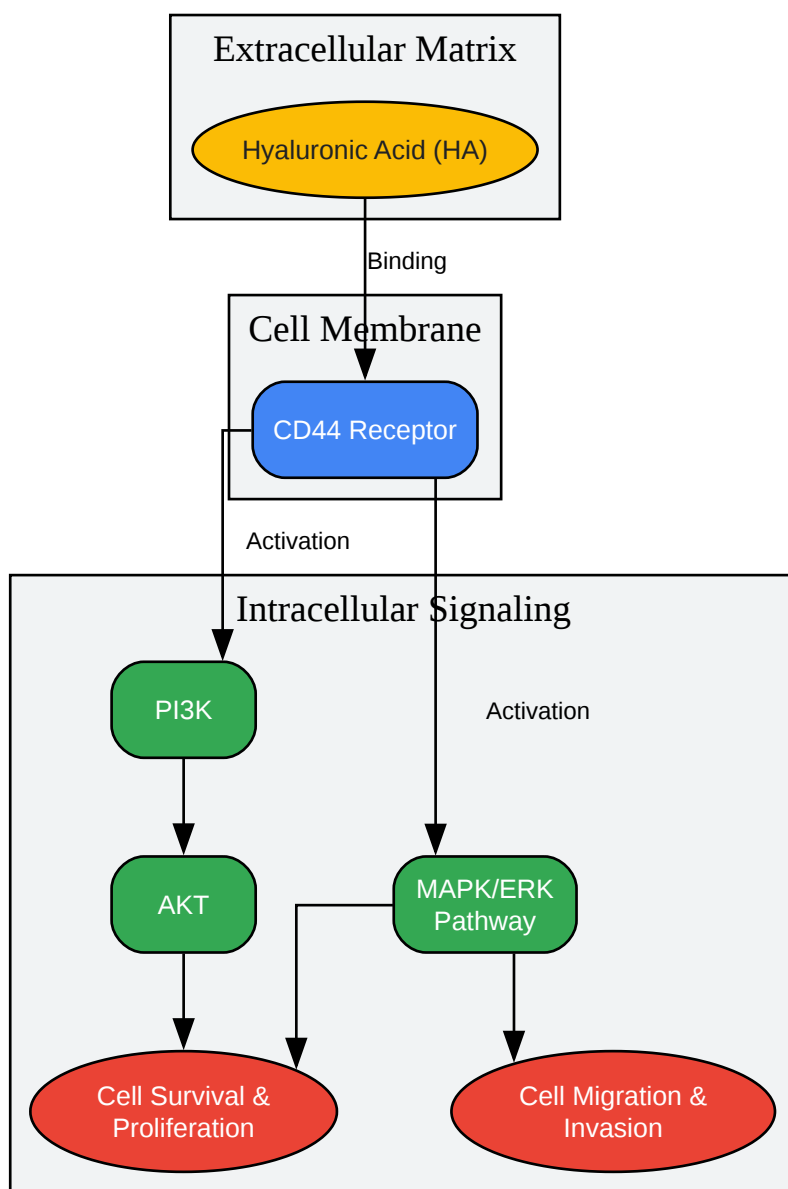 Extracellular Matrix
Hyaluronic Acid (HA)
Binding
Cell Membrane
CD44 Receptor
Activation
Intracellular Signaling
PI3K
Activation
AKT
MAPK/ERK
Pathway
Cell Survival &
Proliferation
Cell Migration &
Invasion